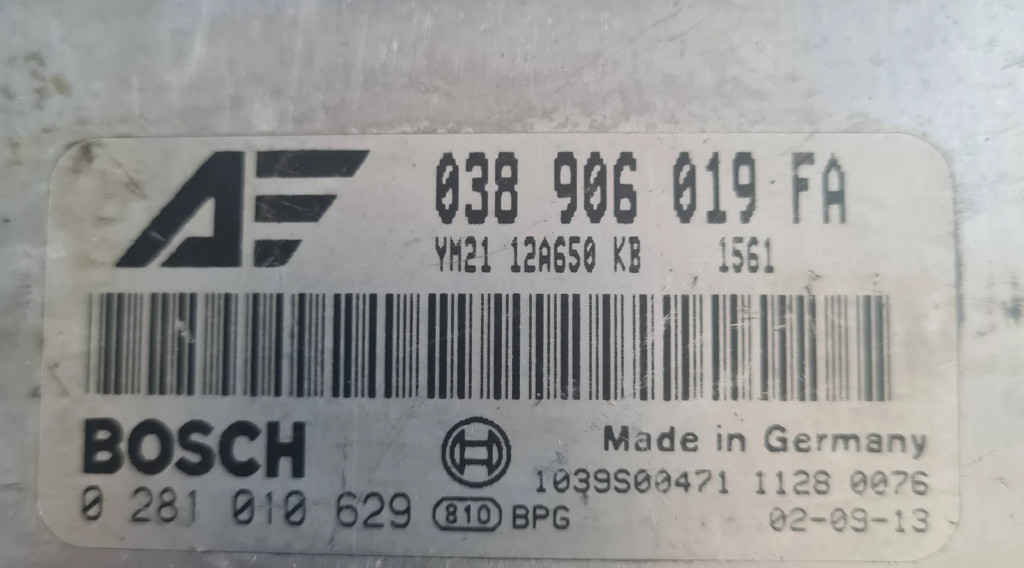 AF
038 906 019 FA
YM21 12A650 KB 1561
BOSCH
Made in Germany
1039S00471 1128 0076
0 281 010 629 810 BPG
02-09-13